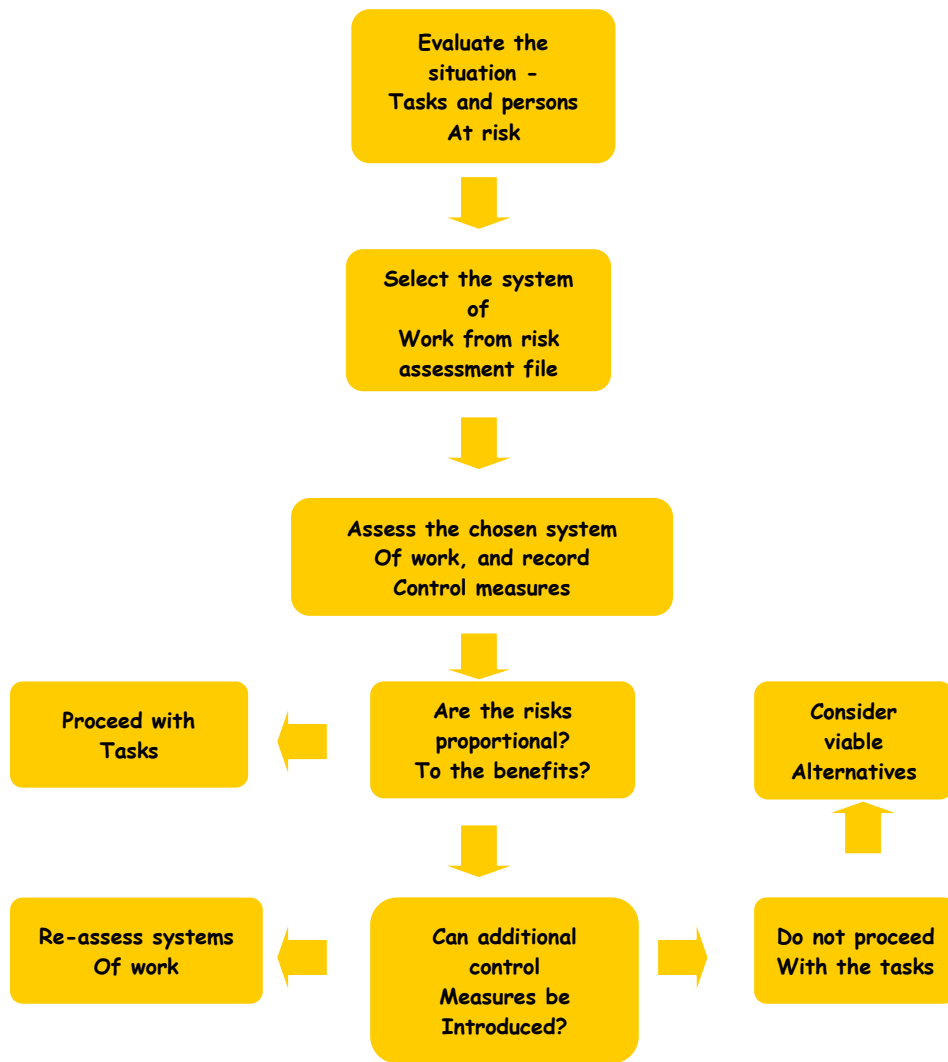 Evaluate the
situation -
Tasks and persons
At risk
Select the system
of
Work from risk
assessment file
Assess the chosen system
Of work, and record
Control measures
Proceed with
Tasks
Are the risks
proportional?
To the benefits?
Consider
viable
Alternatives
Re-assess systems
Of work
Can additional
control
Measures be
Introduced?
Do not proceed
With the tasks